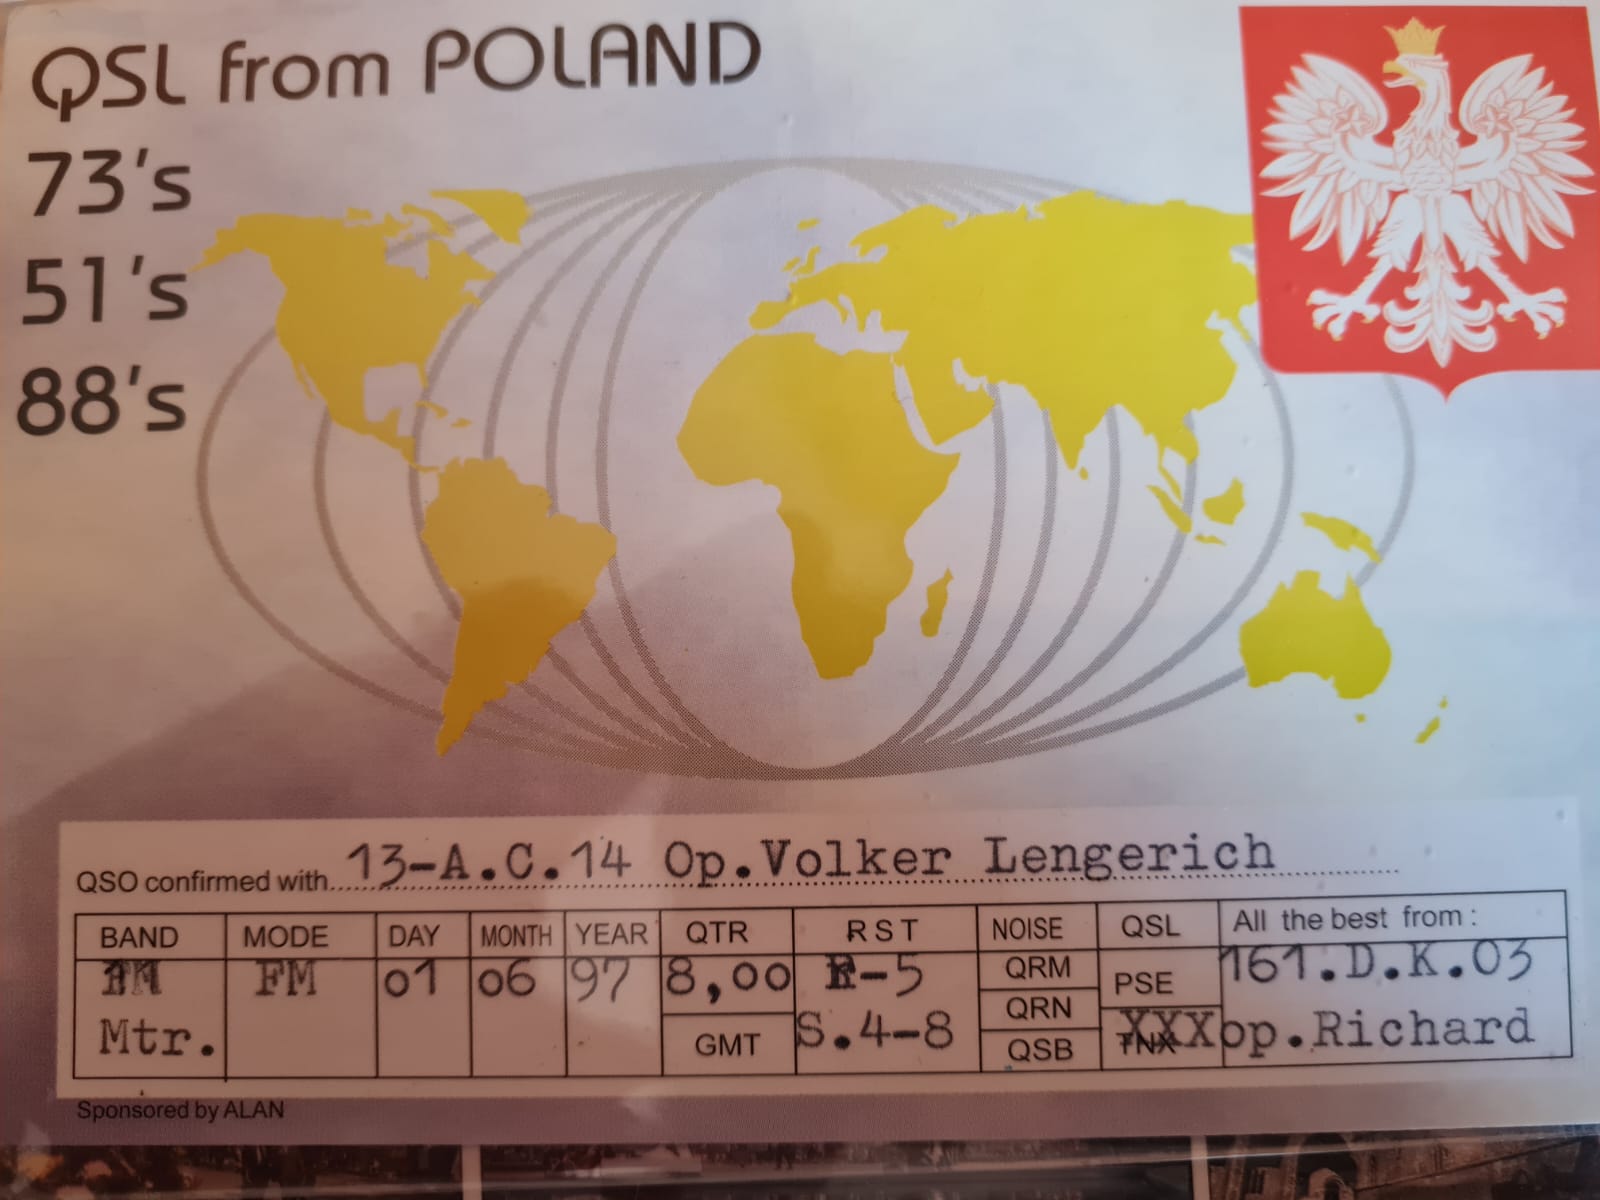 QSL from POLAND
73's
51's
88's
QSO confirmed with 13-A.C.14 Op.Volker Lengerich
BAND MODE DAY MONTH YEAR QTR RST NOISE QSL All the best from:
FM 01 06 97 8,00 R-5 QRM PSE 161.D.K.03
Mtr. GMT S.4-8 QRN XXX op.Richard
QSB TNX
Sponsored by ALAN